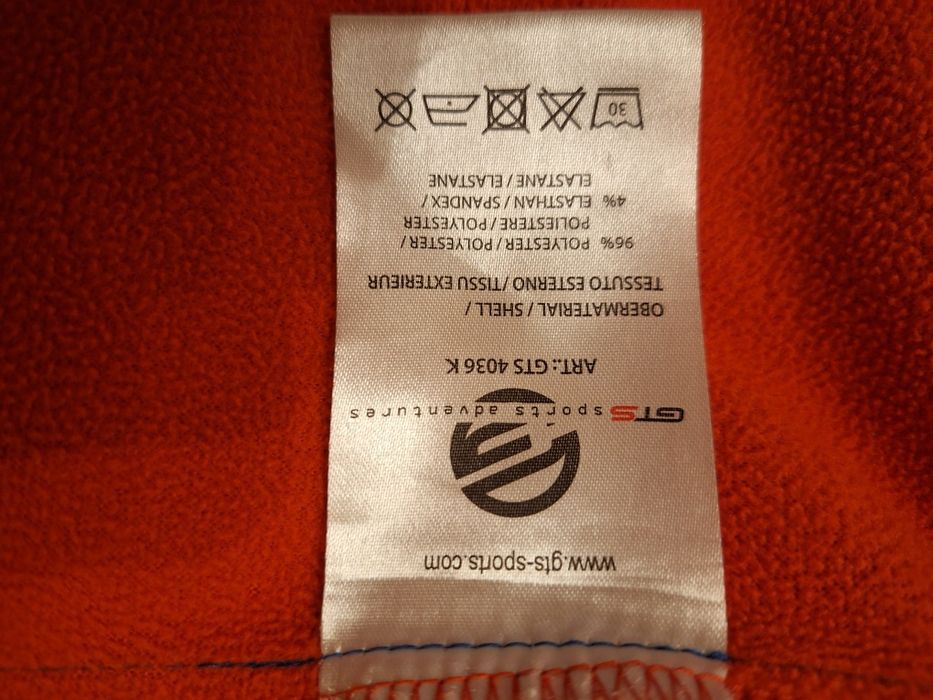 www.gts-sports.com
GTS sports adventures
ART.: GTS 4036 K
OBERMATERIAL / SHELL /
TESSUTO ESTERNO / TISSU EXTERIEUR
96% POLYESTER / POLYESTER /
POLIESTERE / POLYESTER
4% ELASTHAN / SPANDEX /
ELASTANE / ELASTANE
30